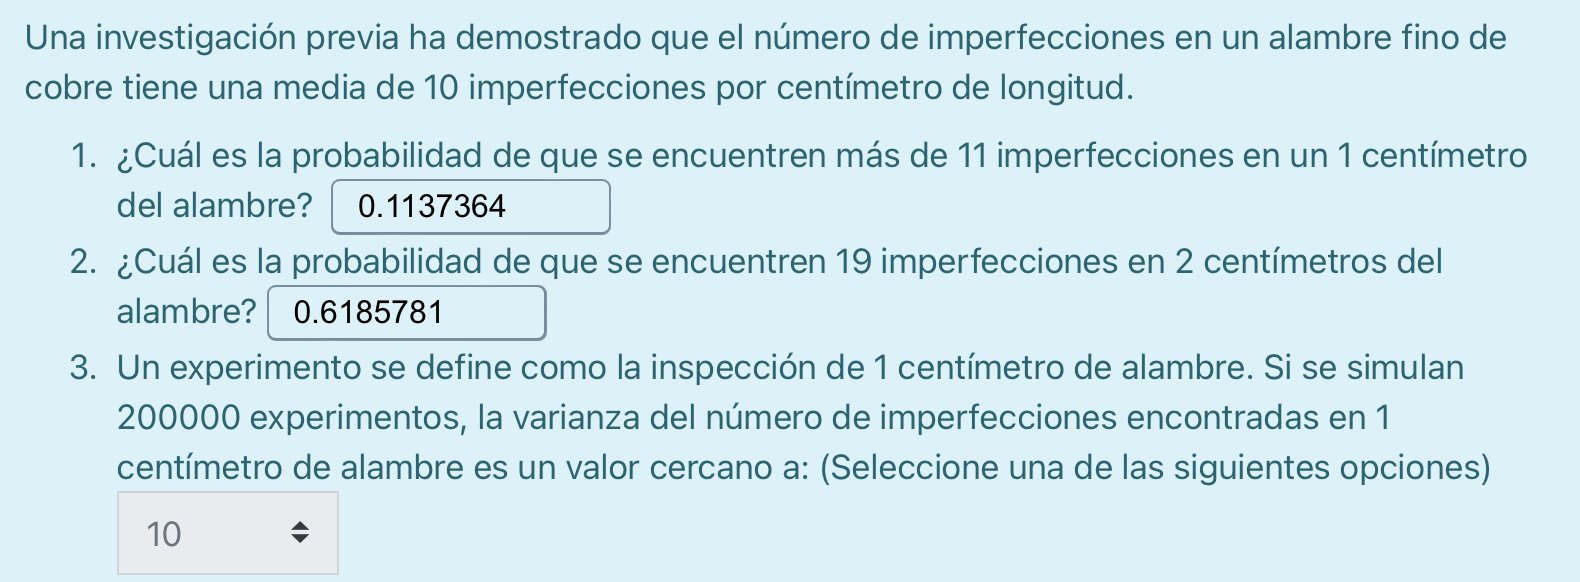 Una investigación previa ha demostrado que el número de imperfecciones en un alambre fino de
cobre tiene una media de 10 imperfecciones por centímetro de longitud.
1. ¿Cuál es la probabilidad de que se encuentren más de 11 imperfecciones en un 1 centímetro
del alambre? 0.1137364
2. ¿Cuál es la probabilidad de que se encuentren 19 imperfecciones en 2 centímetros del
alambre? 0.6185781
3. Un experimento se define como la inspección de 1 centímetro de alambre. Si se simulan
200000 experimentos, la varianza del número de imperfecciones encontradas en 1
centímetro de alambre es un valor cercano a: (Seleccione una de las siguientes opciones)
10